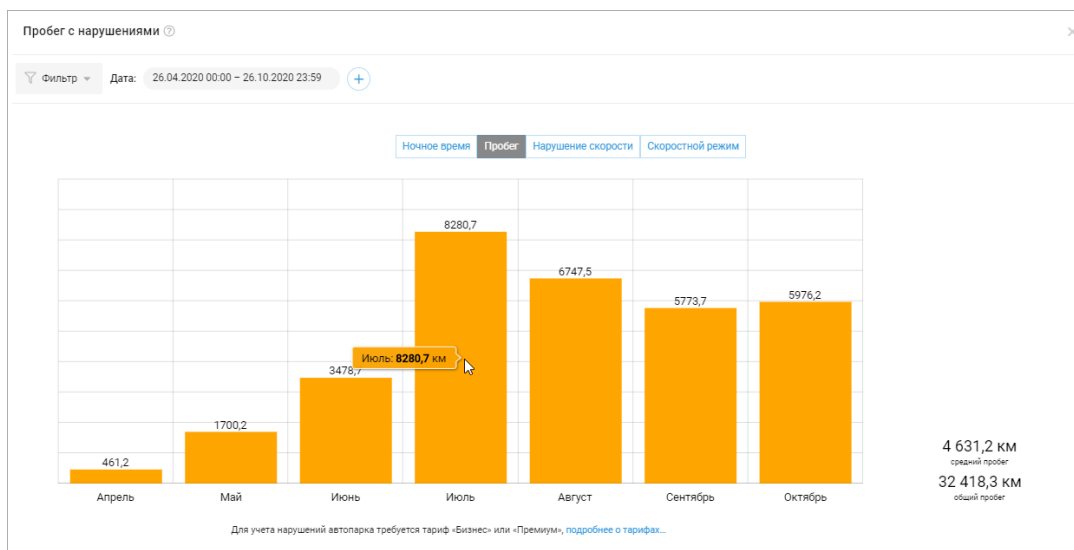 Пробег с нарушениями ?
Фильтр Дата: 26.04.2020 00:00 – 26.10.2020 23:59 +
Ночное время Пробег Нарушение скорости Скоростной режим
8280,7
6747,5
5773,7
5976,2
Июль: 8280,7 км
3478,7
1700,2
461,2
4 631,2 км
средний пробег
32 418,3 км
общий пробег
Апрель Май Июнь Июль Август Сентябрь Октябрь
Для учета нарушений автопарка требуется тариф «Бизнес» или «Премиум», подробнее о тарифах...